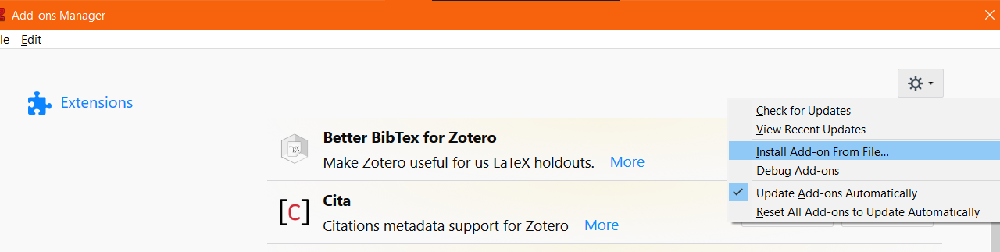 Add-ons Manager
le Edit
Extensions
Check for Updates
View Recent Updates
Install Add-on From File...
Debug Add-ons
Update Add-ons Automatically
Reset All Add-ons to Update Automatically
Better BibTex for Zotero
Make Zotero useful for us LaTeX holdouts. More
TEX
Cita
Citations metadata support for Zotero More
[C]